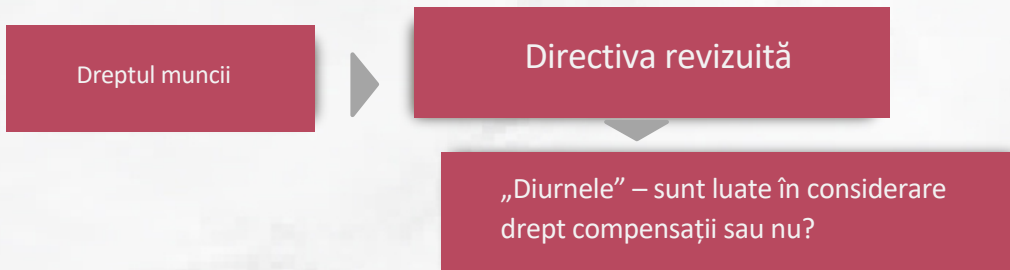 Dreptul muncii
Directiva revizuită
„Diurnele” – sunt luate în considerare
drept compensații sau nu?